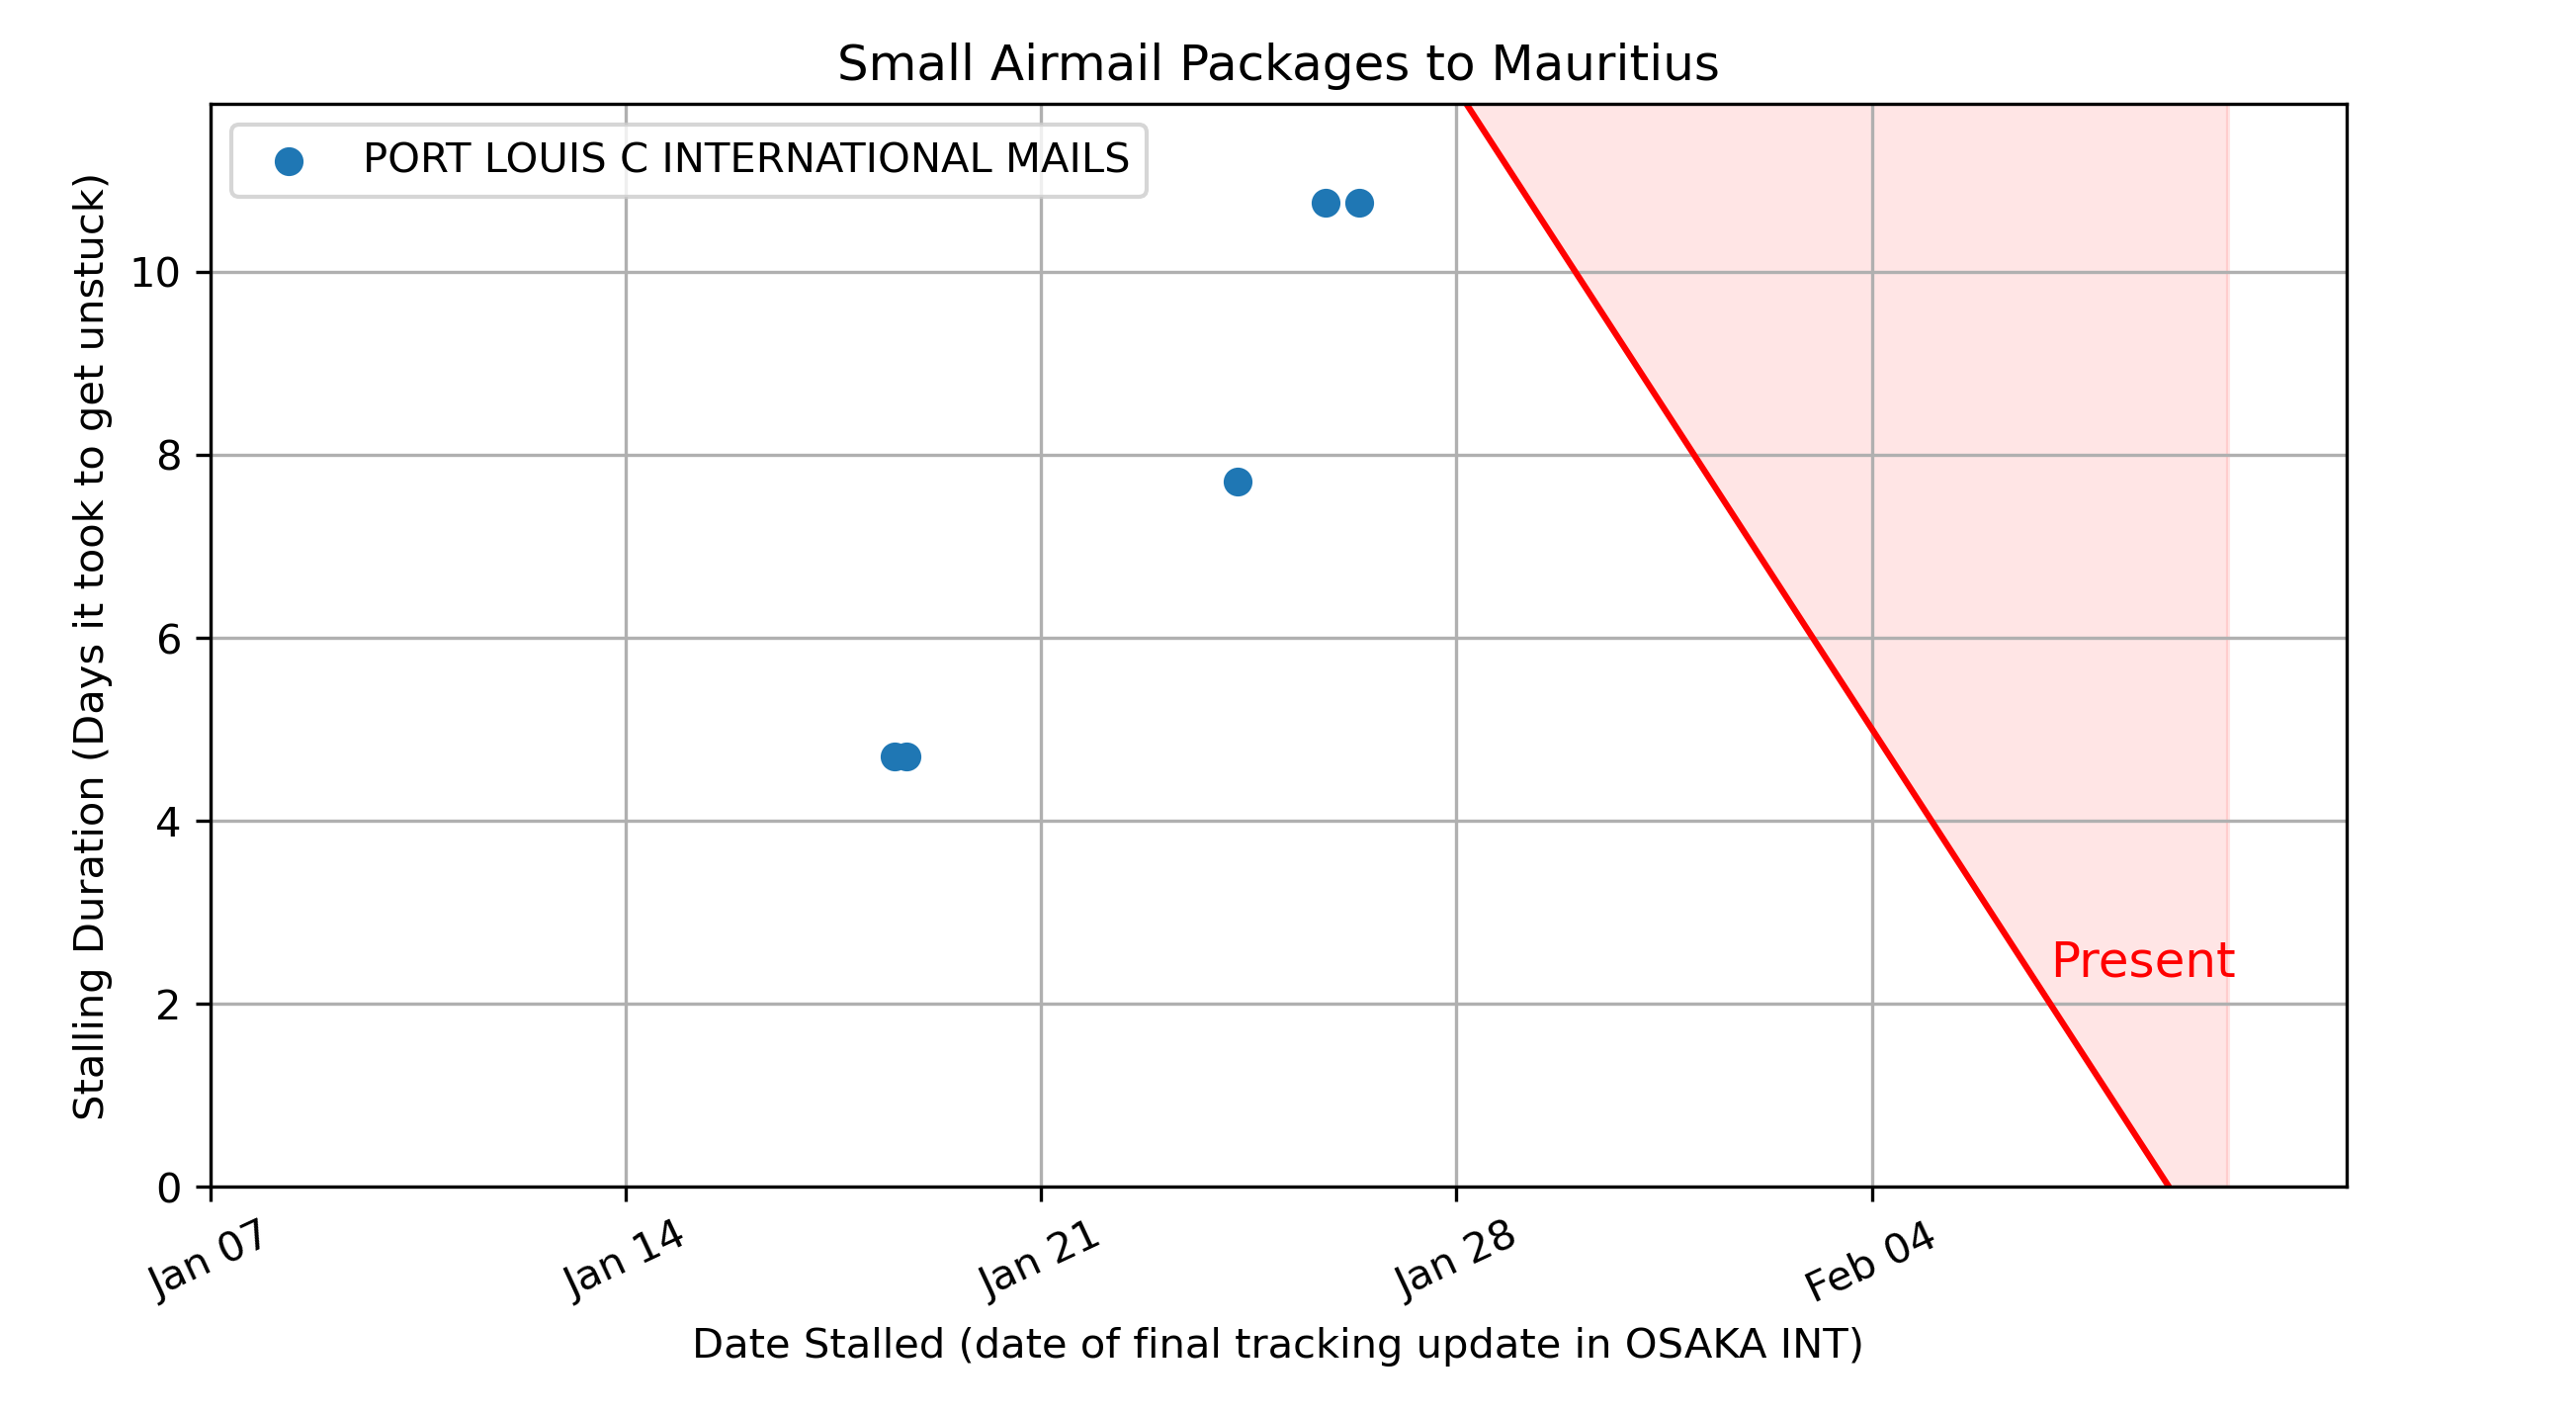 Small Airmail Packages to Mauritius
PORT LOUIS C INTERNATIONAL MAILS
Stalling Duration (Days it took to get unstuck)
10
8
6
4
2
0
Present
Jan 07
Jan 14
Jan 21
Jan 28
Feb 04
Date Stalled (date of final tracking update in OSAKA INT)